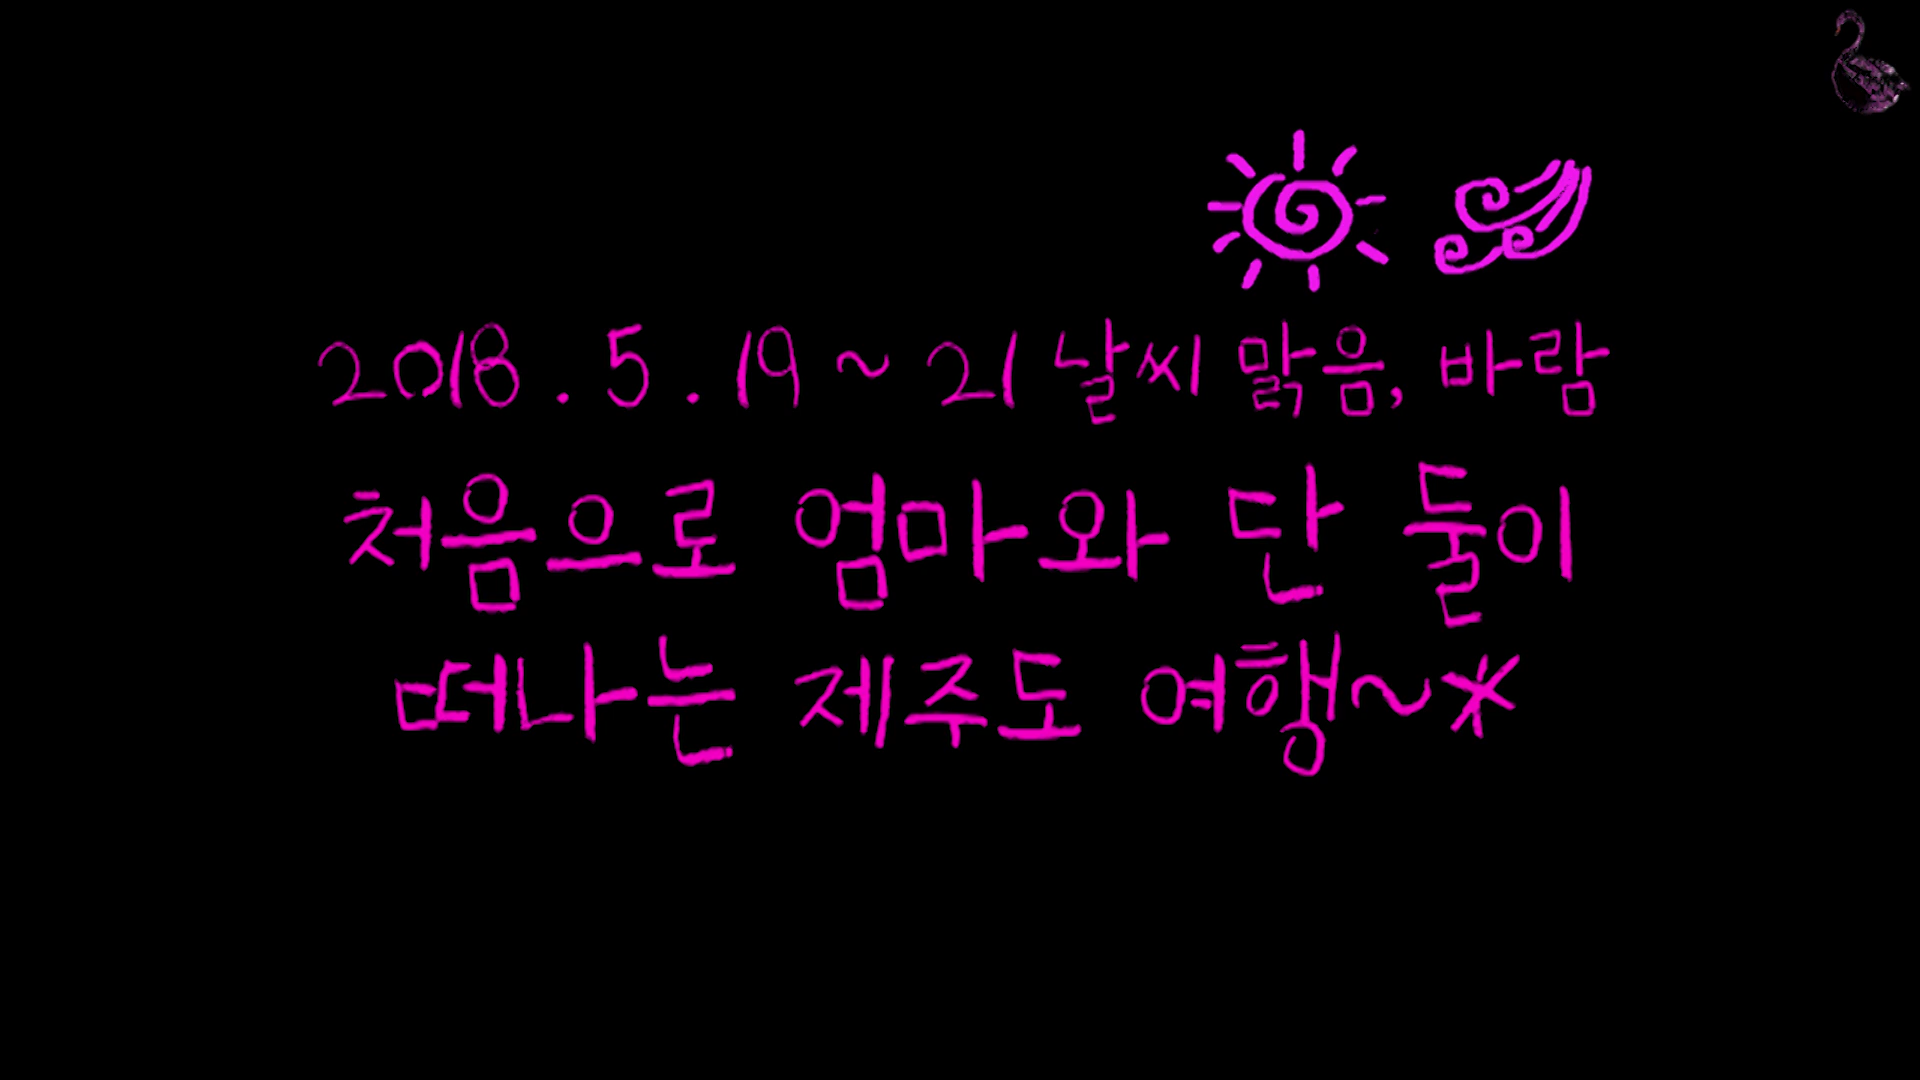 2018.5.19~21 날씨 맑음, 바람
처음으로 엄마와 단 둘이
떠나는 제주도 여행~*